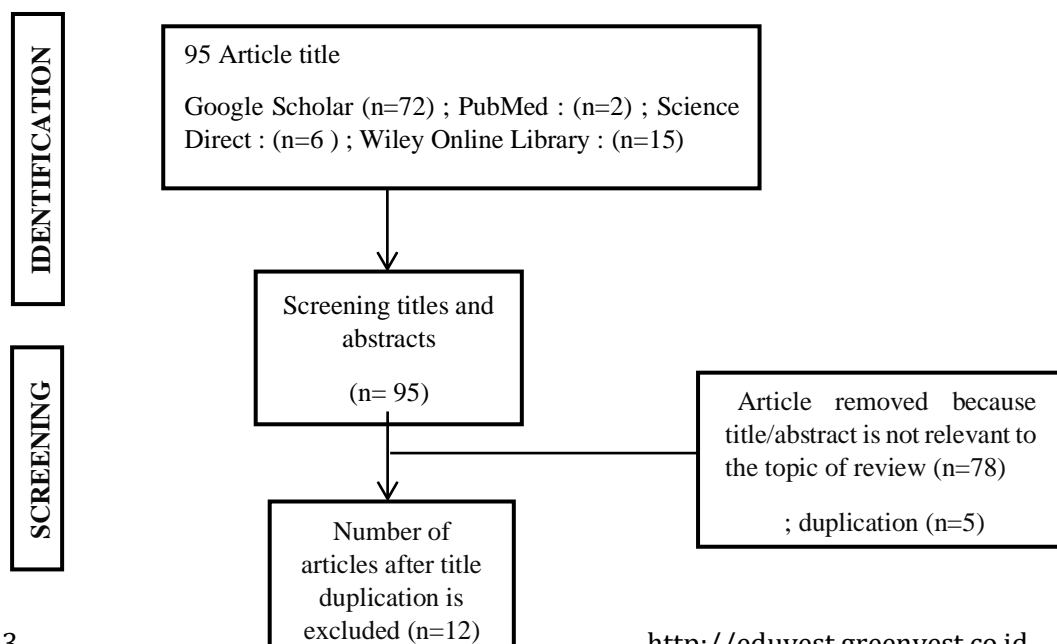 IDENTIFICATION
95 Article title
Google Scholar (n=72) ; PubMed : (n=2) ; Science
Direct : (n=6 ) ; Wiley Online Library : (n=15)
Screening titles and
abstracts
(n= 95)
SCREENING
Article removed because
title/abstract is not relevant to
the topic of review (n=78)
; duplication (n=5)
Number of
articles after title
duplication is
excluded (n=12)
3
http://eduvest.greenvest.co.id